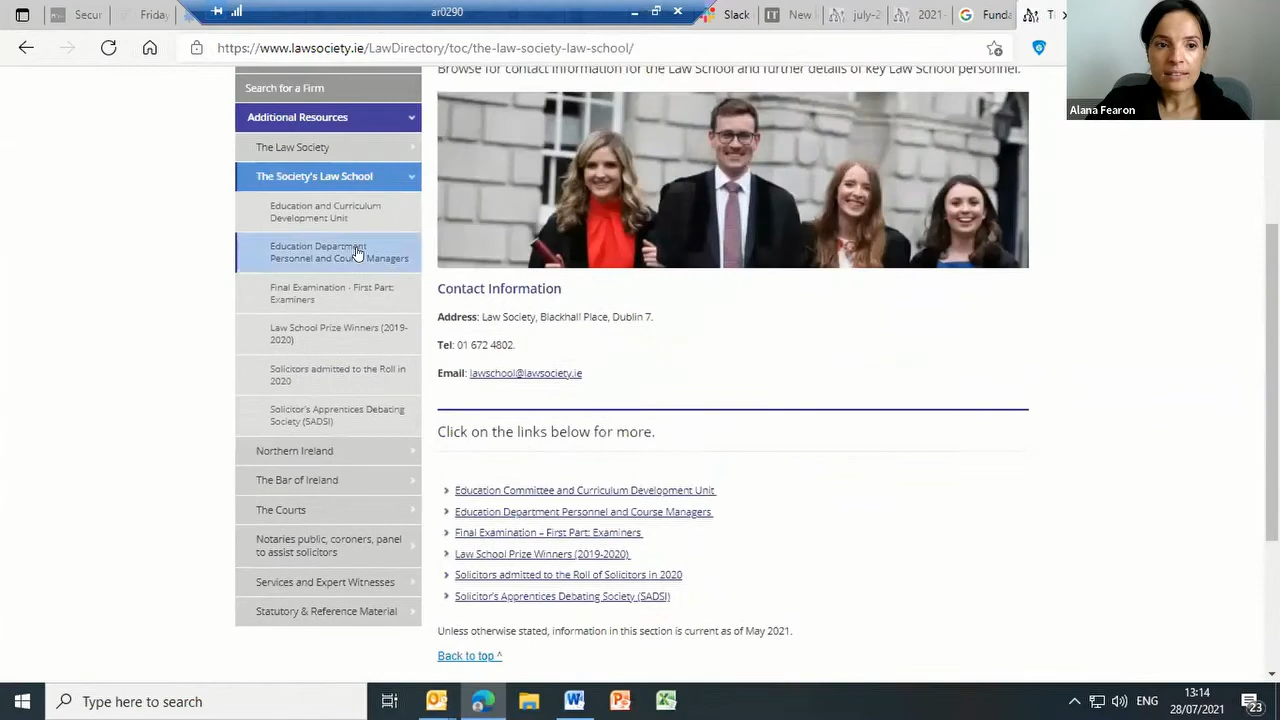 Secur
Friday
ar0290
Slack
New
july-2
2021-
Funda
T
https://www.lawsociety.ie/LawDirectory/toc/the-law-society-law-school/
Alana Fearon
Browse for contact information for the Law School and further details of key Law School personnel.
Search for a Firm
Additional Resources
The Law Society
The Society's Law School
Education and Curriculum
Development Unit
Education Department
Personnel and Course Managers
Final Examination - First Part:
Examiners
Law School Prize Winners (2019-
2020)
Solicitors admitted to the Roll in
2020
Solicitor's Apprentices Debating
Society (SADSI)
Northern Ireland
The Bar of Ireland
The Courts
Notaries public, coroners, panel
to assist solicitors
Services and Expert Witnesses
Statutory & Reference Material
Contact Information
Address: Law Society, Blackhall Place, Dublin 7.
Tel: 01 672 4802.
Email: lawschool@lawsociety.ie
Click on the links below for more.
Education Committee and Curriculum Development Unit
Education Department Personnel and Course Managers
Final Examination – First Part: Examiners
Law School Prize Winners (2019-2020)
Solicitors admitted to the Roll of Solicitors in 2020
Solicitor's Apprentices Debating Society (SADSI)
Unless otherwise stated, information in this section is current as of May 2021.
Back to top ^
Type here to search
ENG
13:14
28/07/2021
23